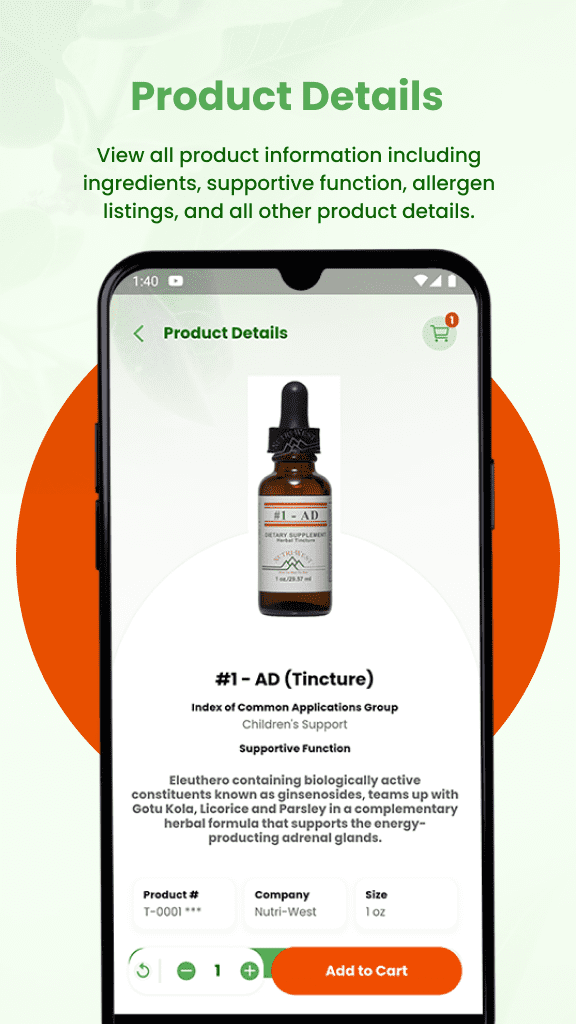 Product Details
View all product information including
ingredients, supportive function, allergen
listings, and all other product details.
1:40
Product Details
1
NUTRI-WEST
#1 - AD
DIETARY SUPPLEMENT
Herbal Tincture
NUTRI-WEST
1 oz./29.57 ml
#1 - AD (Tincture)
Index of Common Applications Group
Children's Support
Supportive Function
Eleuthero containing biologically active
constituents known as ginsenosides, teams up with
Gotu Kola, Licorice and Parsley in a complementary
herbal formula that supports the energy-
producting adrenal glands.
Product #
T-0001 ***
Company
Nutri-West
Size
1 oz
1
Add to Cart